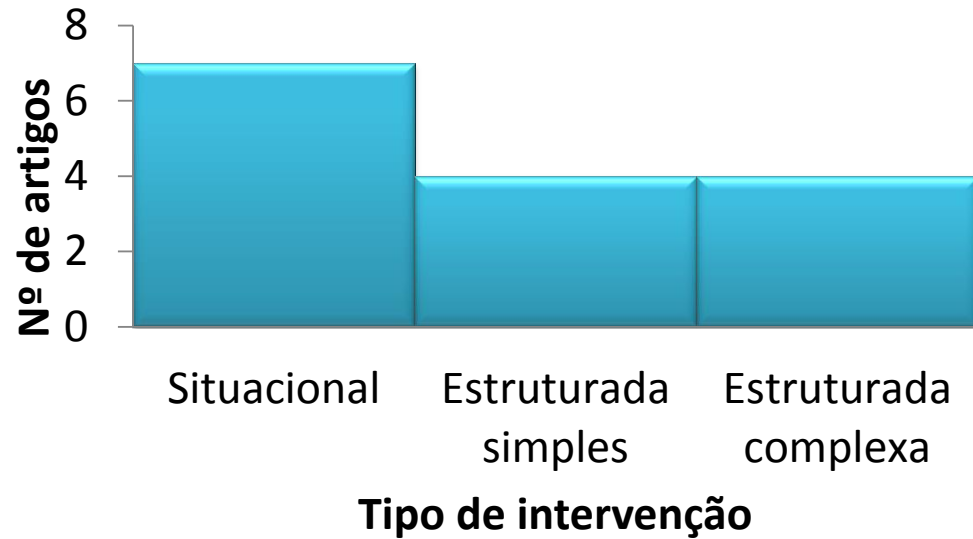 Nº de artigos
8
6
4
2
0
Situacional
Estruturada
simples
Estruturada
complexa
Tipo de intervenção